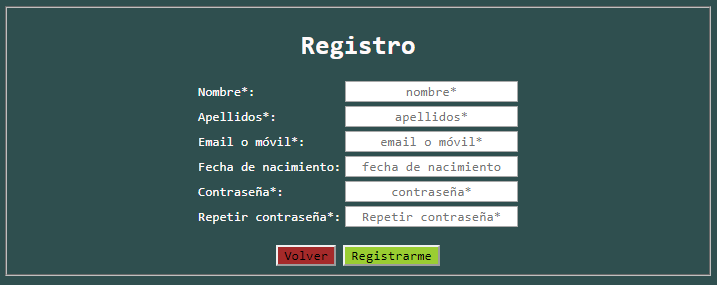 Registro
Nombre*: nombre*
Apellidos*: apellidos*
Email o móvil*: email o móvil*
Fecha de nacimiento: fecha de nacimiento
Contraseña*: contraseña*
Repetir contraseña*: Repetir contraseña*
Volver Registrarme